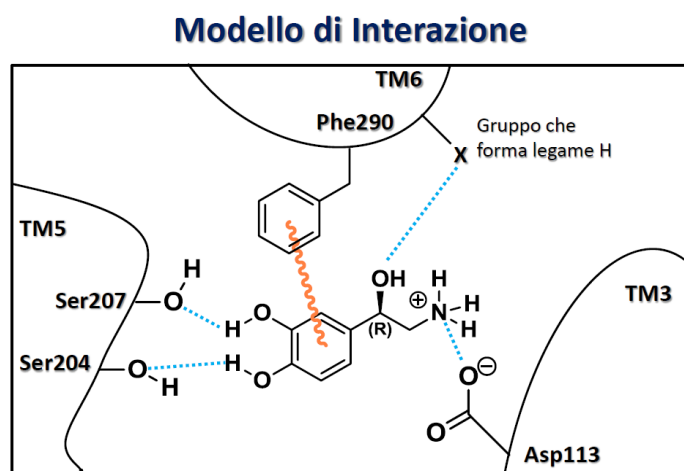 Modello di Interazione
TM6
Phe290
X
Gruppo che
forma legame H
TM5
H
Ser207
O
OH
(R)
⊕
H
N
H
H
TM3
H
O
Ser204
O
H
H
O
O
⊖
O
Asp113